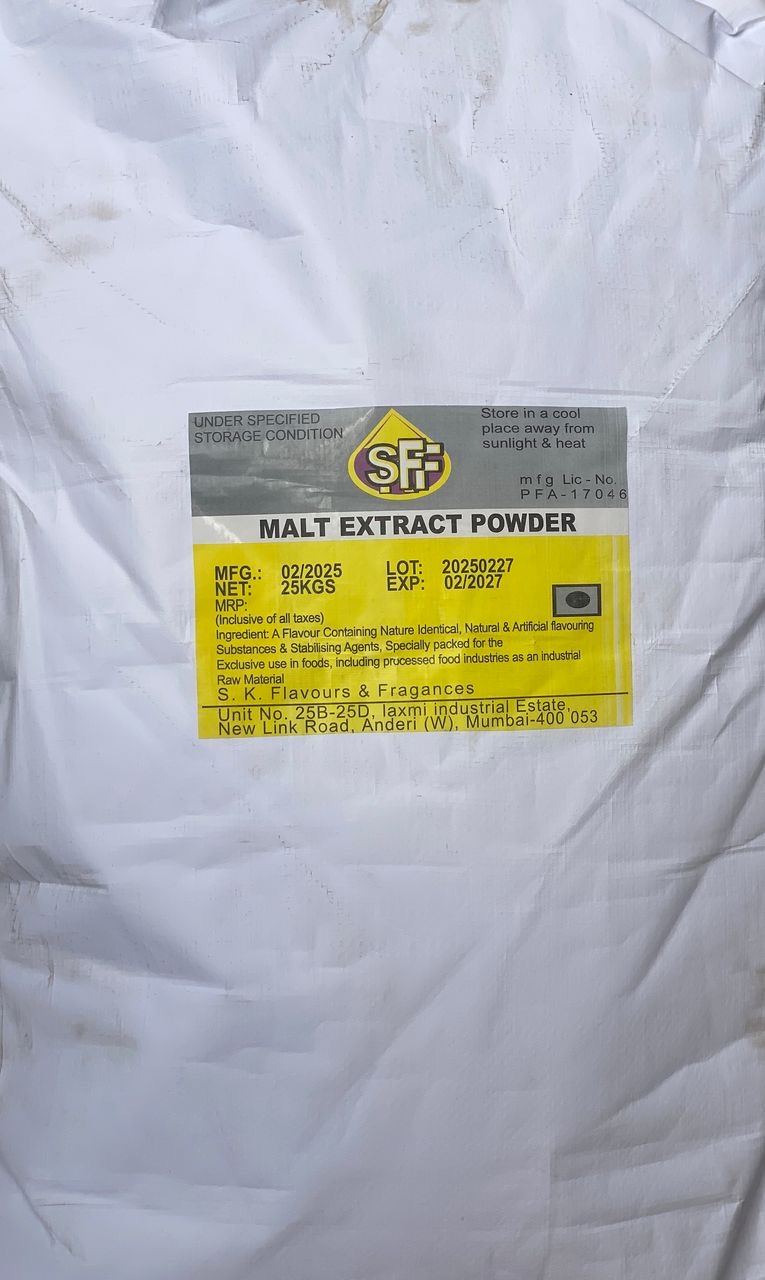 UNDER SPECIFIED
STORAGE CONDITION
SFF
Store in a cool
place away from
sunlight & heat
mfg Lic-No.
PFA-17046
MALT EXTRACT POWDER
MFG.: 02/2025 LOT: 20250227
NET: 25KGS EXP: 02/2027
MRP:
(Inclusive of all taxes)
Ingredient: A Flavour Containing Nature Identical, Natural & Artificial flavouring
Substances & Stabilising Agents, Specially packed for the
Exclusive use in foods, including purcessed food industries as an industrial
Raw Material
S. K. Flavours & Fragances
Unit No. 25B-25D, laxmi industrial Estate,
New Link Road, Anderi (W), Mumbai-400 053